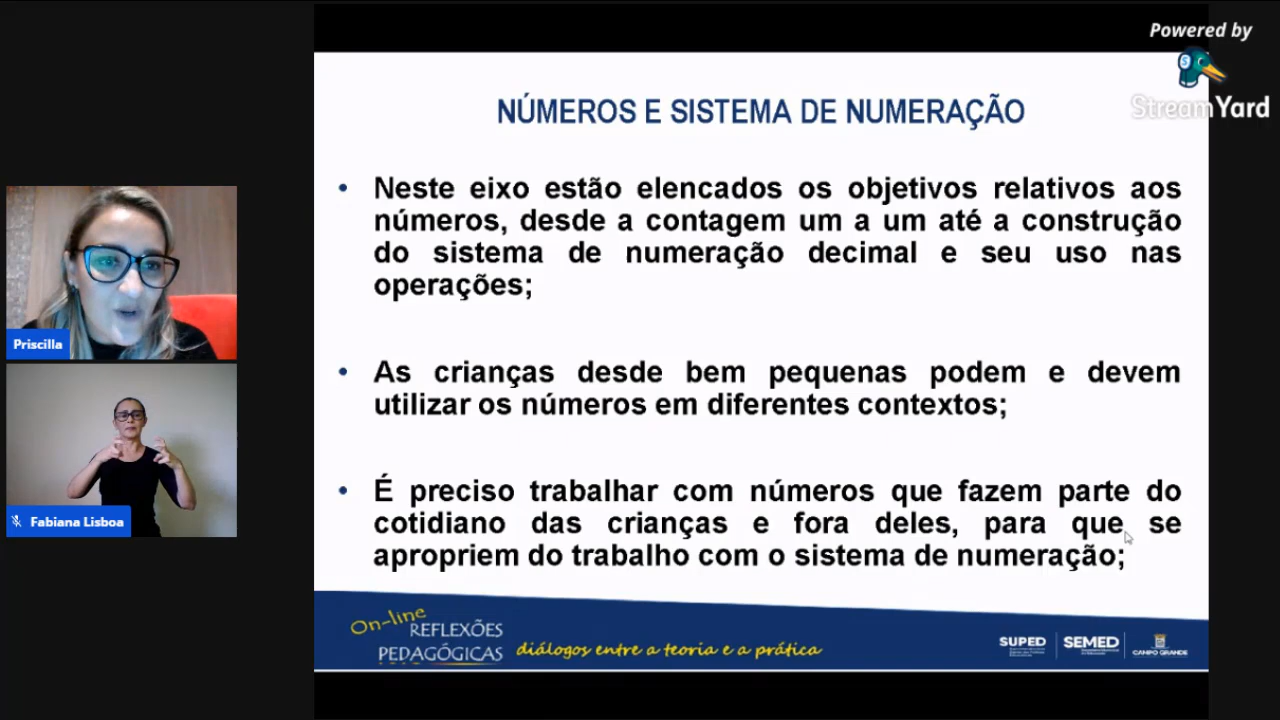 Powered by
StreamYard
NÚMEROS E SISTEMA DE NUMERAÇÃO
• Neste eixo estão elencados os objetivos relativos aos
números, desde a contagem um a um até a construção
do sistema de numeração decimal e seu uso nas
operações;
• As crianças desde bem pequenas podem e devem
utilizar os números em diferentes contextos;
• É preciso trabalhar com números que fazem parte do
cotidiano das crianças e fora deles, para que se
apropriem do trabalho com o sistema de numeração;
Priscilla
Fabiana Lisboa
On-line
REFLEXÕES
PEDAGÓGICAS
diálogos entre a teoria e a prática
SUPED
SEMED
CAMPO GRANDE